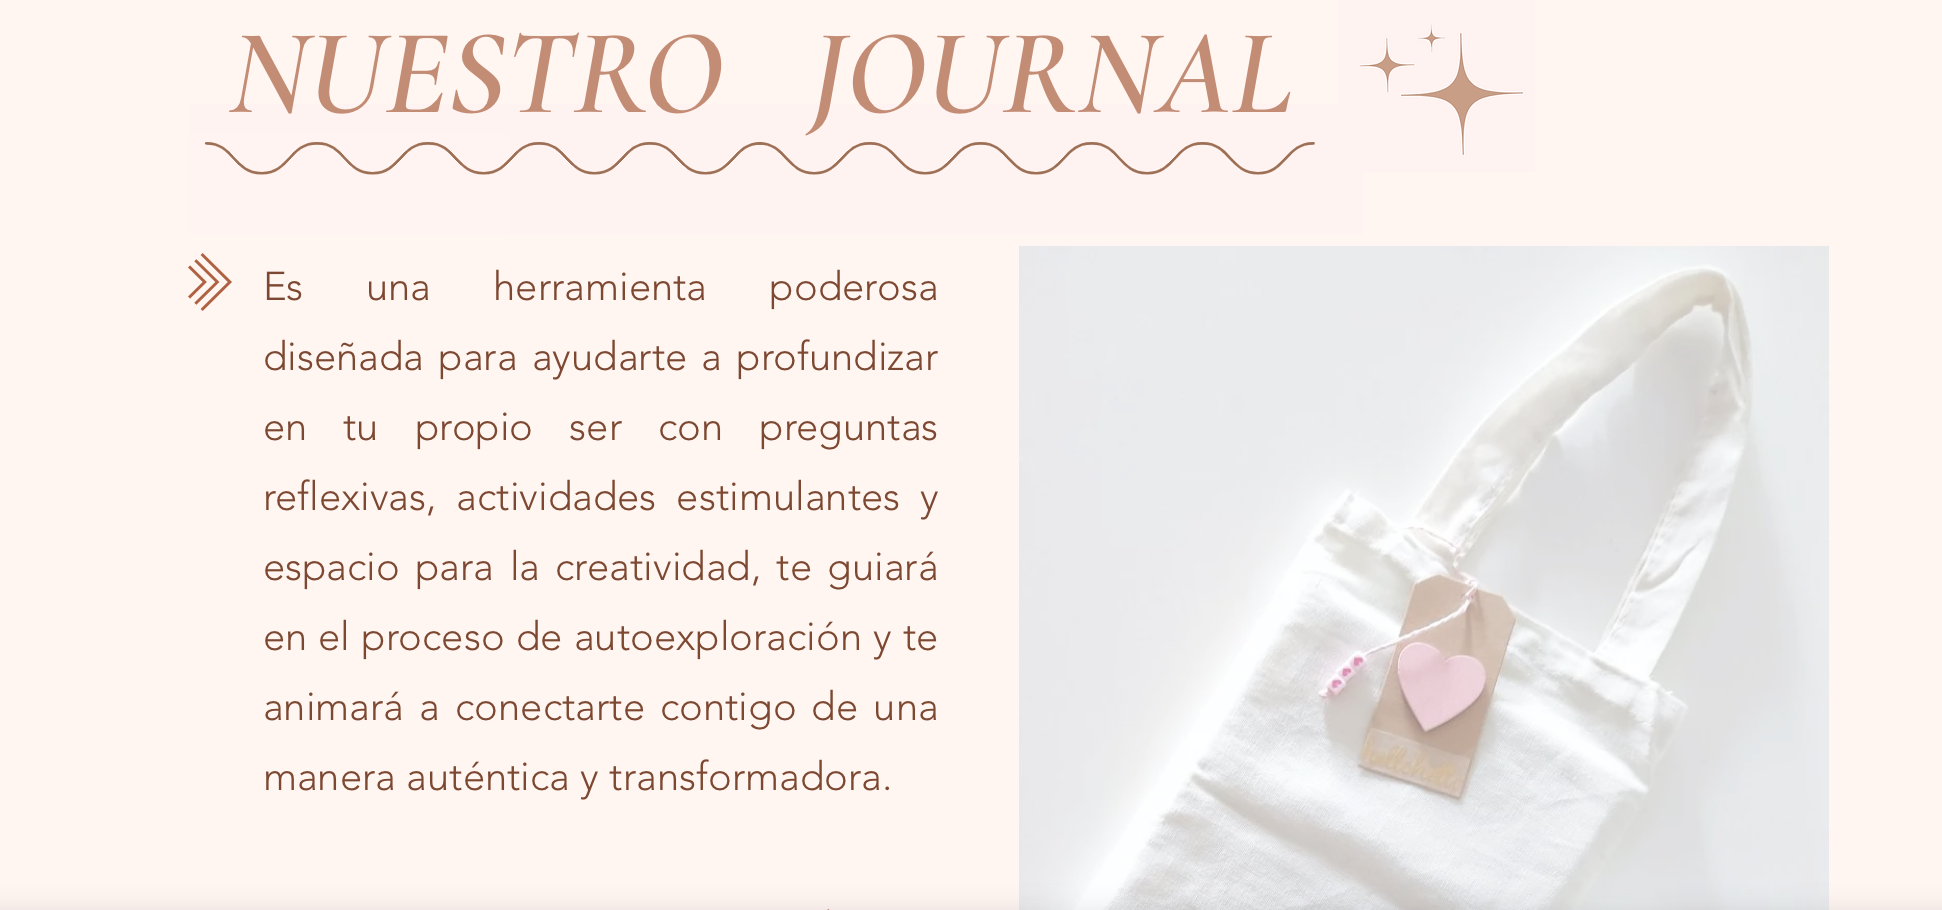 NUESTRO JOURNAL
Es una herramienta poderosa
diseñada para ayudarte a profundizar
en tu propio ser con preguntas
reflexivas, actividades estimulantes y
espacio para la creatividad, te guiará
en el proceso de autoexploración y te
animará a conectarte contigo de una
manera auténtica y transformadora.